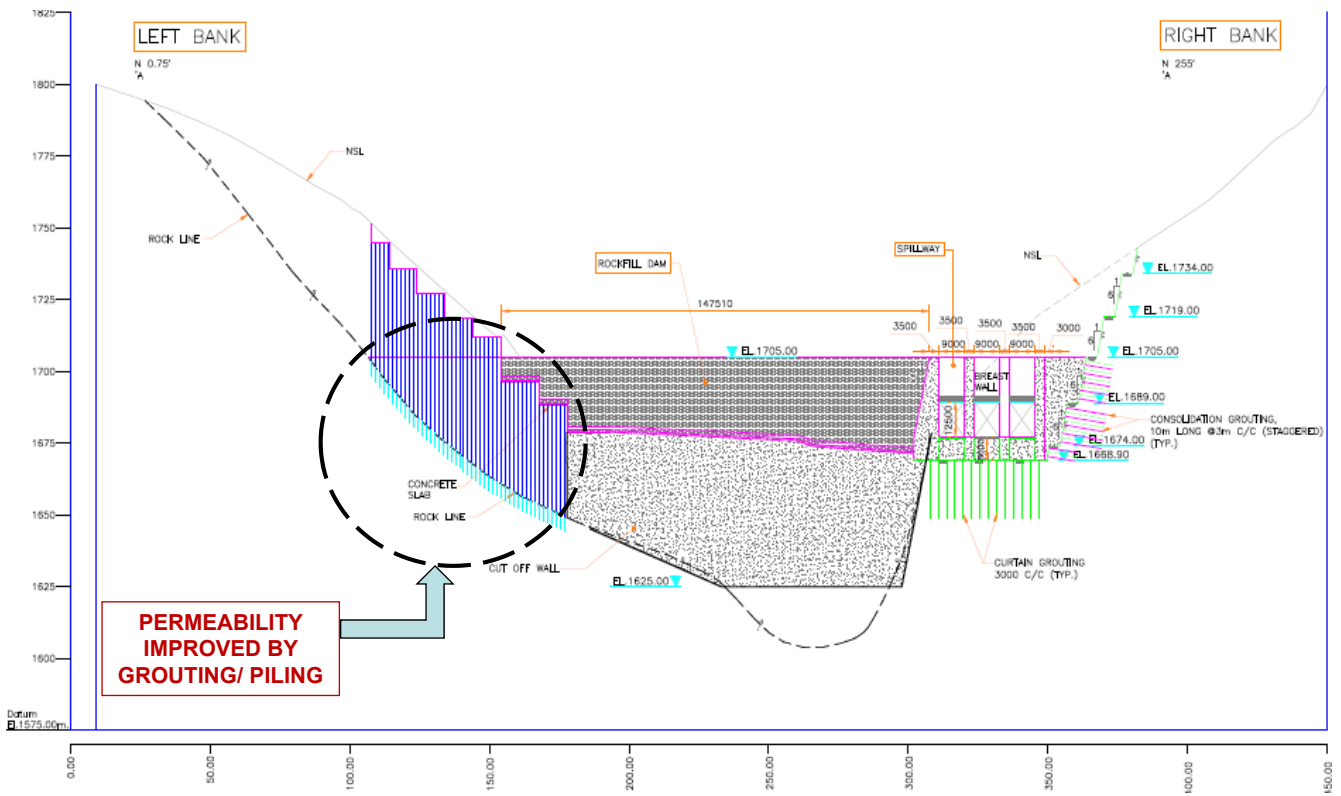 1825
1800
1775
1750
1725
1700
1675
1650
1625
1600
Datum
EL.1575.00m.
LEFT BANK
N 0.75'
'A
RIGHT BANK
N 255'
'A
NSL
ROCK LINE
ROCKFILL DAM
SPILLWAY
NSL
147510
3500
3500
3500
3500
3000
9000
9000
9000
EL.1734.00
EL.1719.00
EL.1705.00
EL.1705.00
BREAST
WALL
12500
EL.1689.00
CONSOLIDATION GROUTING,
10m LONG @3m C/C (STAGGERED)
(TYP.)
EL.1674.00
EL.1668.90
1
6
1
6
CONCRETE
SLAB
ROCK LINE
CUT OFF WALL
EL.1625.00
CURTAIN GROUTING
3000 C/C (TYP.)
PERMEABILITY
IMPROVED BY
GROUTING/ PILING
0.00
50.00
100.00
150.00
200.00
250.00
300.00
350.00